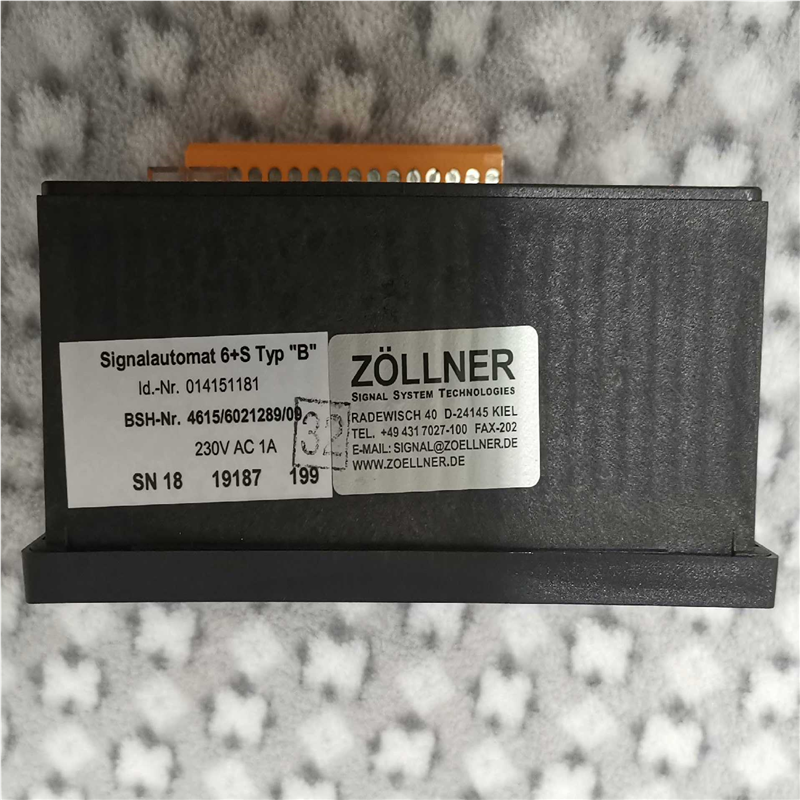 Signalautomat 6+S Typ "B"
Id.-Nr. 014151181
BSH-Nr. 4615/6021289/09
230V AC 1A
SN 18 19187 199
32
ZÖLLNER
SIGNAL SYSTEM TECHNOLOGIES
RADEWISCH 40 D-24145 KIEL
TEL. +49 431 7027-100 FAX-202
E-MAIL: SIGNAL@ZOELLNER.DE
WWW.ZOELLNER.DE